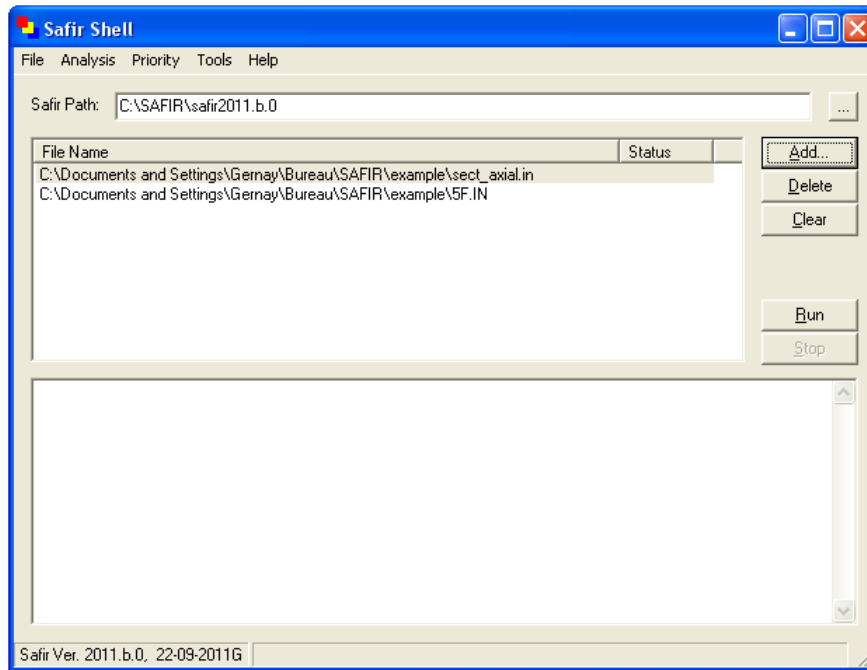 Safir Shell
File Analysis Priority Tools Help
Safir Path: C:\SAFIR\safir2011.b.0 ...
File Name Status Add...
C:\Documents and Settings\Gernay\Bureau\SAFIR\example\sect_axial.in
C:\Documents and Settings\Gernay\Bureau\SAFIR\example\5F.IN
Delete
Clear
Run
Stop
Safir Ver. 2011.b.0, 22-09-2011G